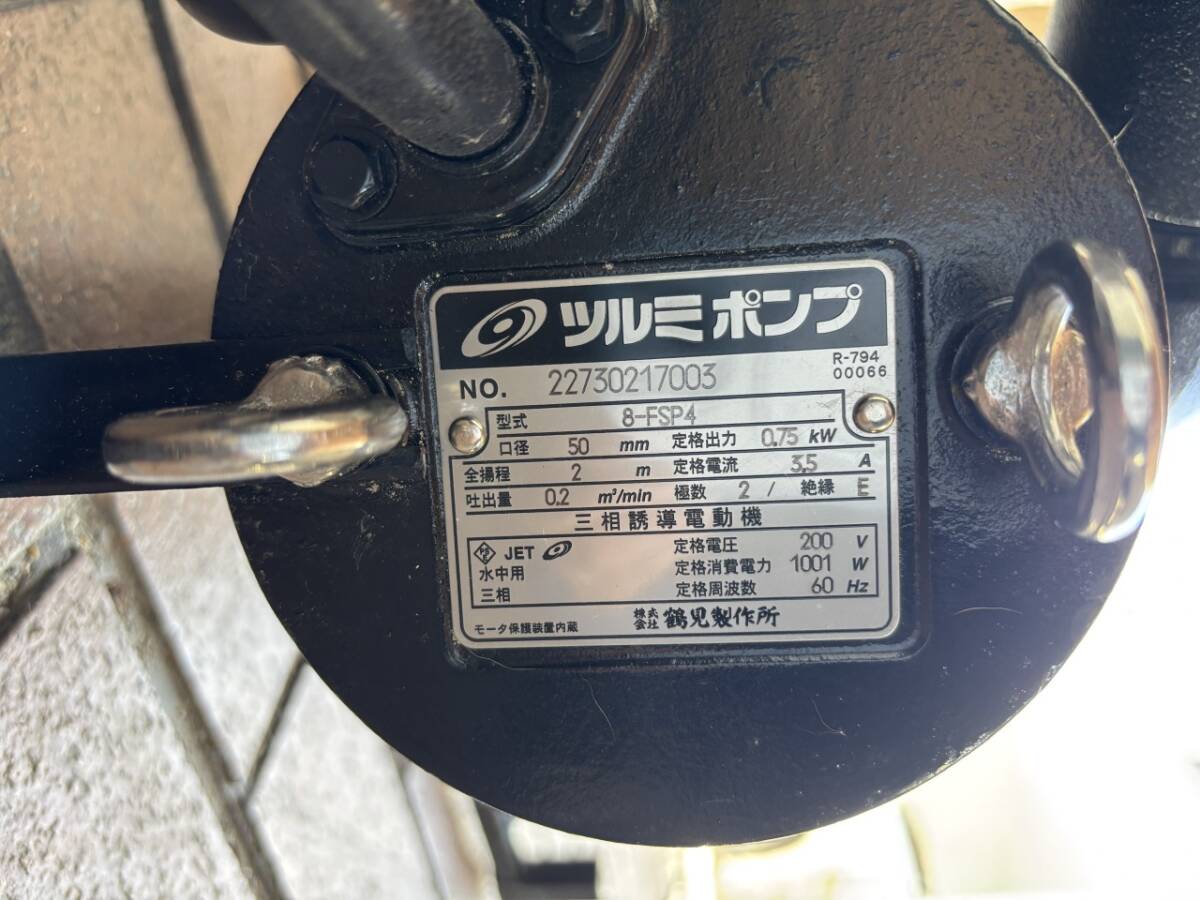 ツルミポンプ
R-794
NO. 22730217003 00066
型式 8-FSP4
口径 50 mm 定格出力 0.75 kW
全揚程 2 m 定格電流 3.5 A
吐出量 0.2 m³/min 極数 2 / 絶縁 E
三相誘導電動機
JET 定格電圧 200 V
水中用 定格消費電力 1001 W
三相 定格周波数 60 Hz
モータ保護装置内蔵 株式会社 鶴見製作所